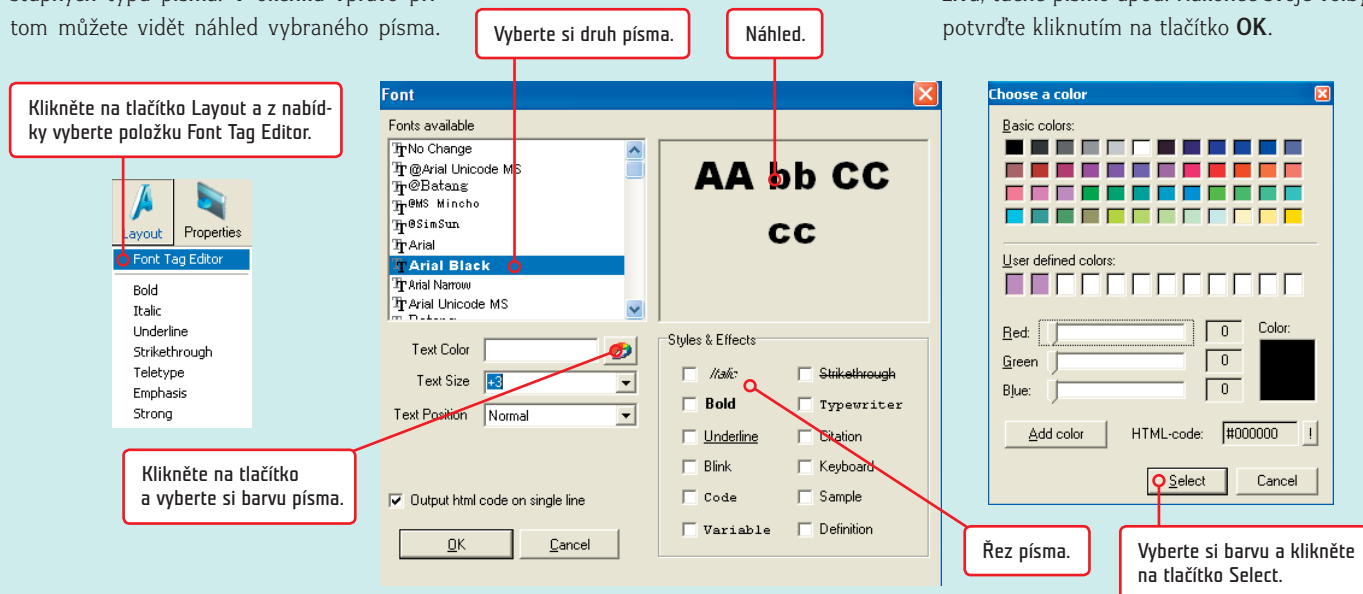 tom můžete vidět náhled vybraného písma.
potvrďte kliknutím na tlačítko OK.
Vyberte si druh písma.
Náhled.
Klikněte na tlačítko Layout a z nabíd-
ky vyberte položku Font Tag Editor.
Layout
Properties
Font Tag Editor
Bold
Italic
Underline
Strikethrough
Teletype
Emphasis
Strong
Klikněte na tlačítko
a vyberte si barvu písma.
Font
Fonts available
No Change
@Arial Unicode MS
@Batang
@MS Mincho
@SimSun
Arial
Arial Black
Arial Narrow
Arial Unicode MS
AA bb CC
cc
Text Color
Text Size
+3
Text Position
Normal
Output html code on single line
OK
Cancel
Styles & Effects
Italic
Strikethrough
Bold
Typewriter
Underline
Citation
Blink
Keyboard
Code
Sample
Variable
Definition
Řez písma.
Choose a color
Basic colors:
User defined colors:
Red:
0
Color:
Green
0
Blue:
0
Add color
HTML-code:
#000000
!
Select
Cancel
Vyberte si barvu a klikněte
na tlačítko Select.